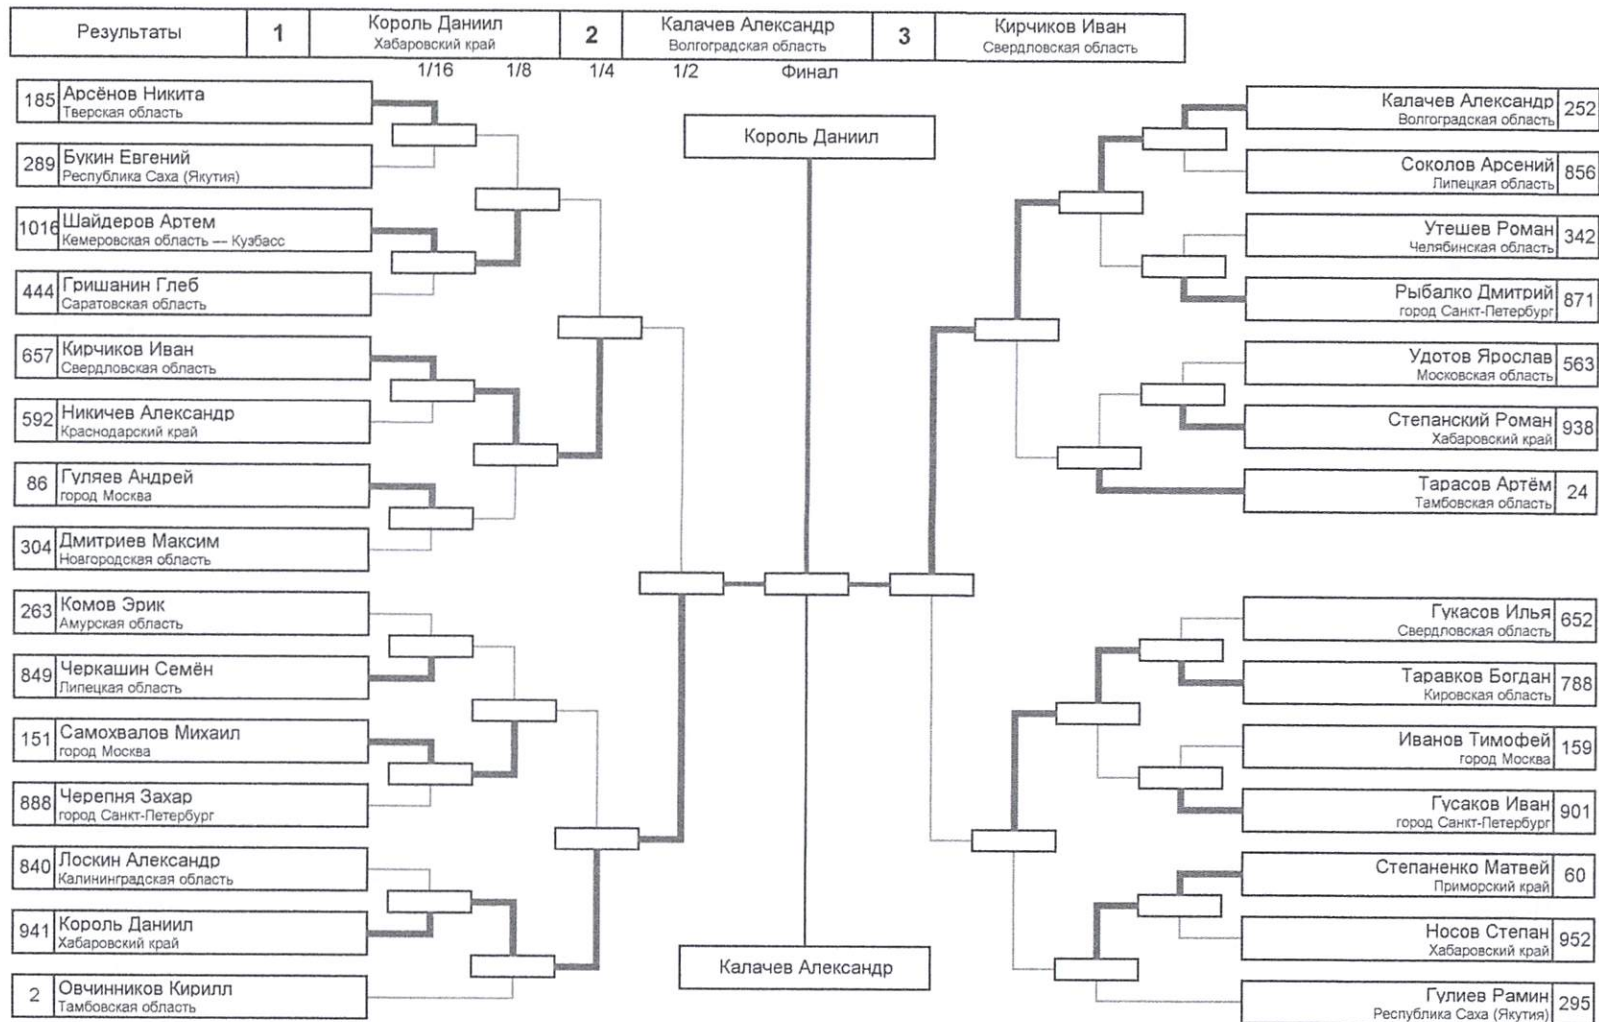 Результаты
1
Король Даниил
Хабаровский край
2
Калачев Александр
Волгоградская область
3
Кирчиков Иван
Свердловская область
1/16 1/8 1/4 1/2 Финал
185 Арсёнов Никита
Тверская область
289 Букин Евгений
Республика Саха (Якутия)
1016 Шайдеров Артем
Кемеровская область — Кузбасс
444 Гришанин Глеб
Саратовская область
657 Кирчиков Иван
Свердловская область
592 Никичев Александр
Краснодарский край
86 Гуляев Андрей
город Москва
304 Дмитриев Максим
Новгородская область
263 Комов Эрик
Амурская область
849 Черкашин Семён
Липецкая область
151 Самохвалов Михаил
город Москва
888 Черепня Захар
город Санкт-Петербург
840 Лоскин Александр
Калининградская область
941 Король Даниил
Хабаровский край
2 Овчинников Кирилл
Тамбовская область
Король Даниил
Калачев Александр
Калачев Александр 252
Волгоградская область
Соколов Арсений 856
Липецкая область
Утешев Роман 342
Челябинская область
Рыбалко Дмитрий 871
город Санкт-Петербург
Удотов Ярослав 563
Московская область
Степанский Роман 938
Хабаровский край
Тарасов Артём 24
Тамбовская область
Гукасов Илья 652
Свердловская область
Таравков Богдан 788
Кировская область
Иванов Тимофей 159
город Москва
Гусаков Иван 901
город Санкт-Петербург
Степаненко Матвей 60
Приморский край
Носов Степан 952
Хабаровский край
Гулиев Рамин 295
Республика Саха (Якутия)